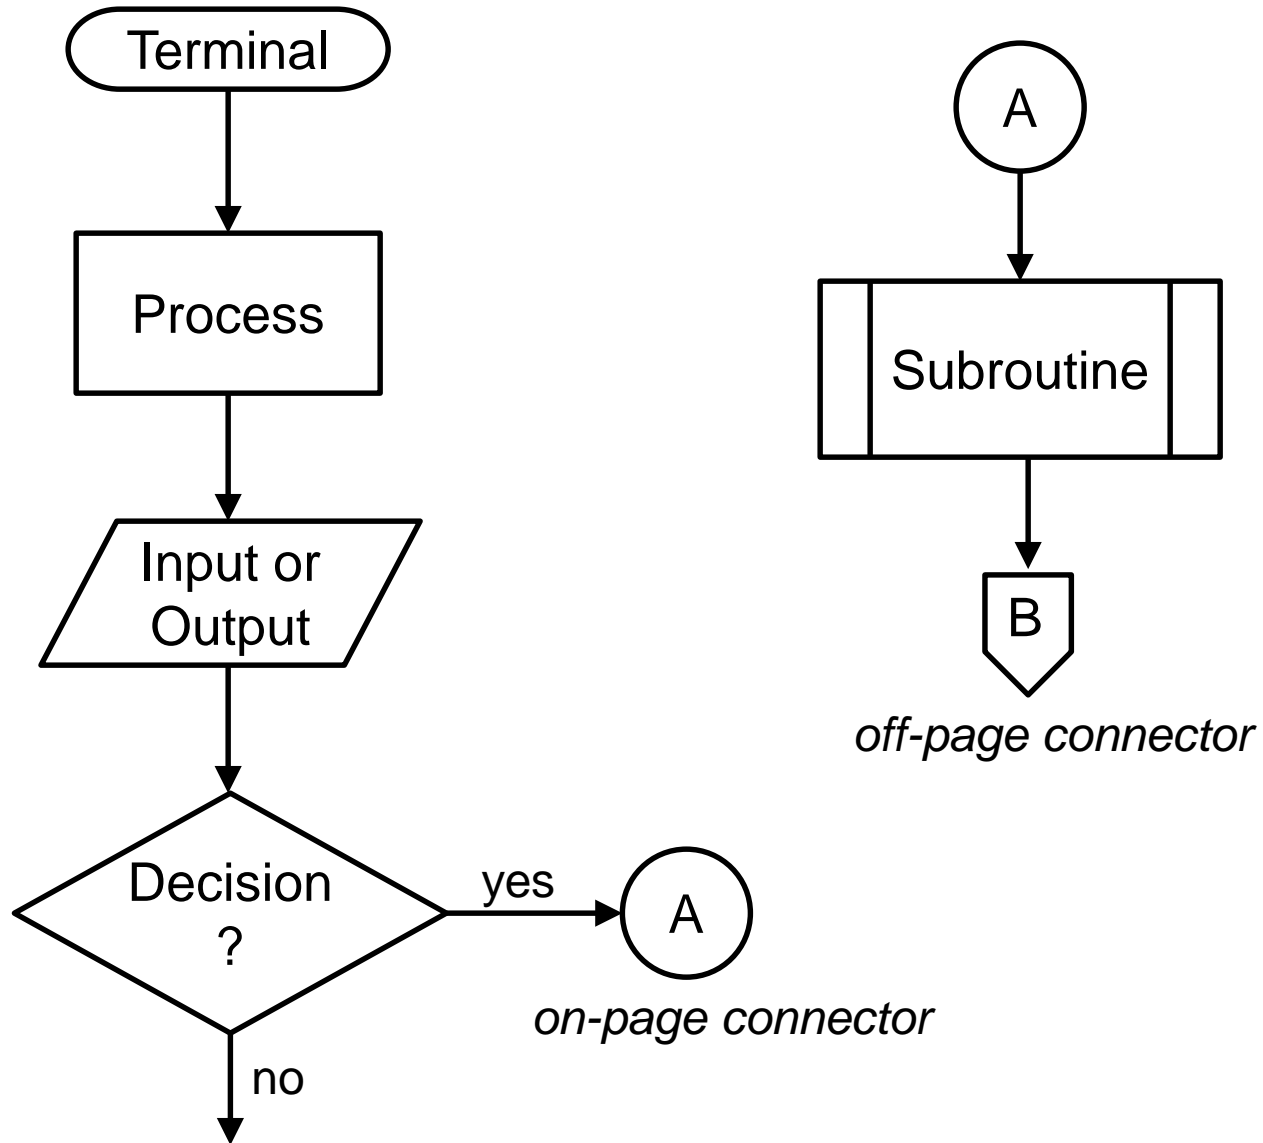 Terminal
Process
Input or
Output
Decision
?
yes
A
on-page connector
no
A
Subroutine
B
off-page connector